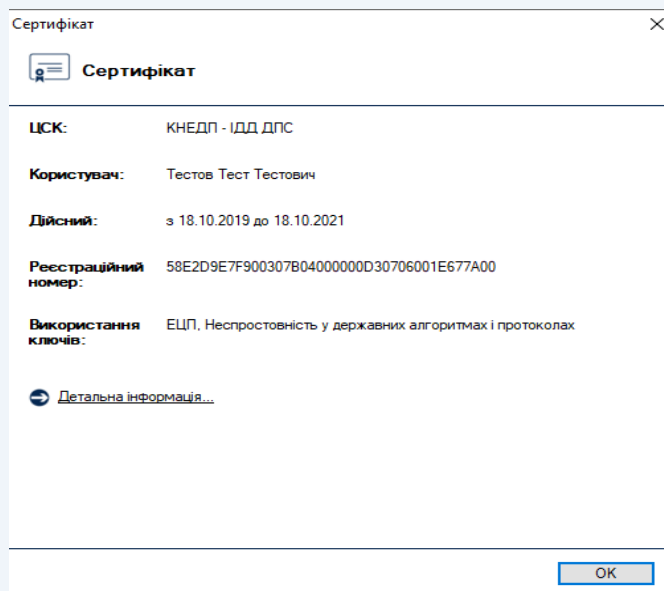 Сертифікат
Сертифікат
ЦСК: КНЕДП - ІДД ДПС
Користувач: Тестов Тест Тестович
Дійсний: з 18.10.2019 до 18.10.2021
Реєстраційний 58E2D9E7F900307B04000000D30706001E677A00
номер:
Використання ЕЦП, Неспростовність у державних алгоритмах і протоколах
ключів:
Детальна інформація...
OK